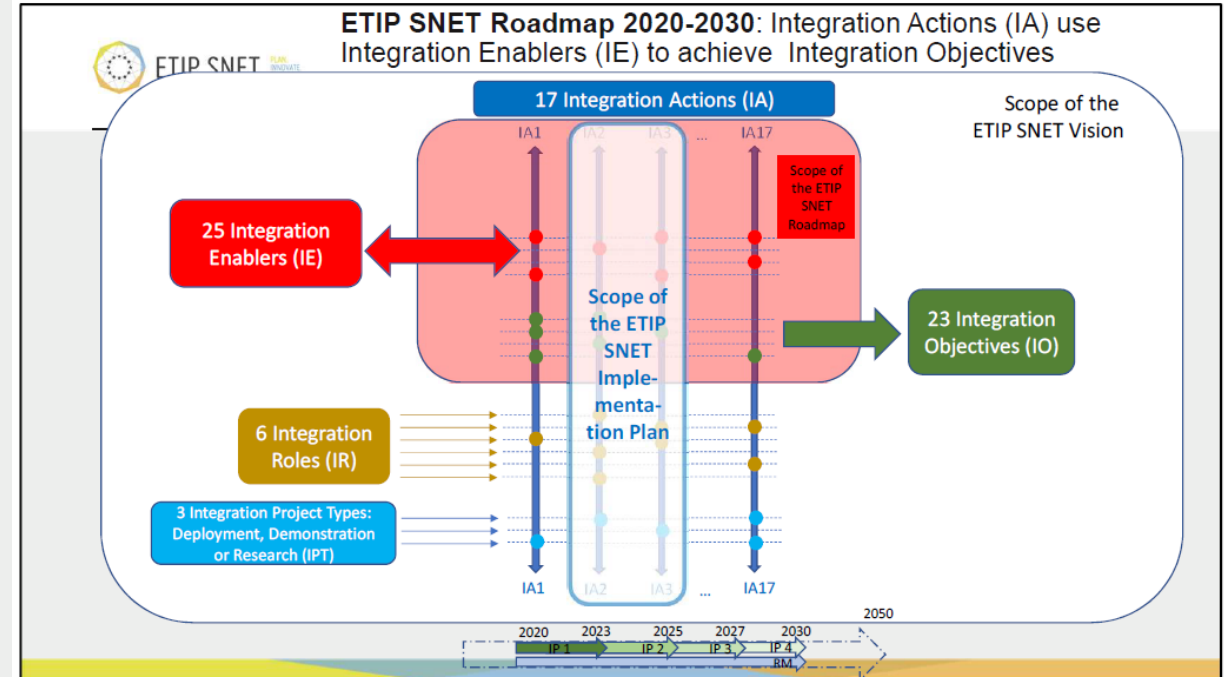 ETIP SNET Roadmap 2020-2030: Integration Actions (IA) use
Integration Enablers (IE) to achieve Integration Objectives
ETIP SNET
PLAN.
INNOVATE
17 Integration Actions (IA)
Scope of the
ETIP SNET Vision
IA1 IA2 IA3 ... IA17
Scope of
the ETIP
SNET
Roadmap
25 Integration
Enablers (IE)
Scope of
the ETIP
SNET
Imple-
menta-
tion Plan
23 Integration
Objectives (IO)
6 Integration
Roles (IR)
3 Integration Project Types:
Deployment, Demonstration
or Research (IPT)
IA1 IA2 IA3 ... IA17
2050
2020 2023 2025 2027 2030
IP 1 IP 2 IP 3 IP 4
RM